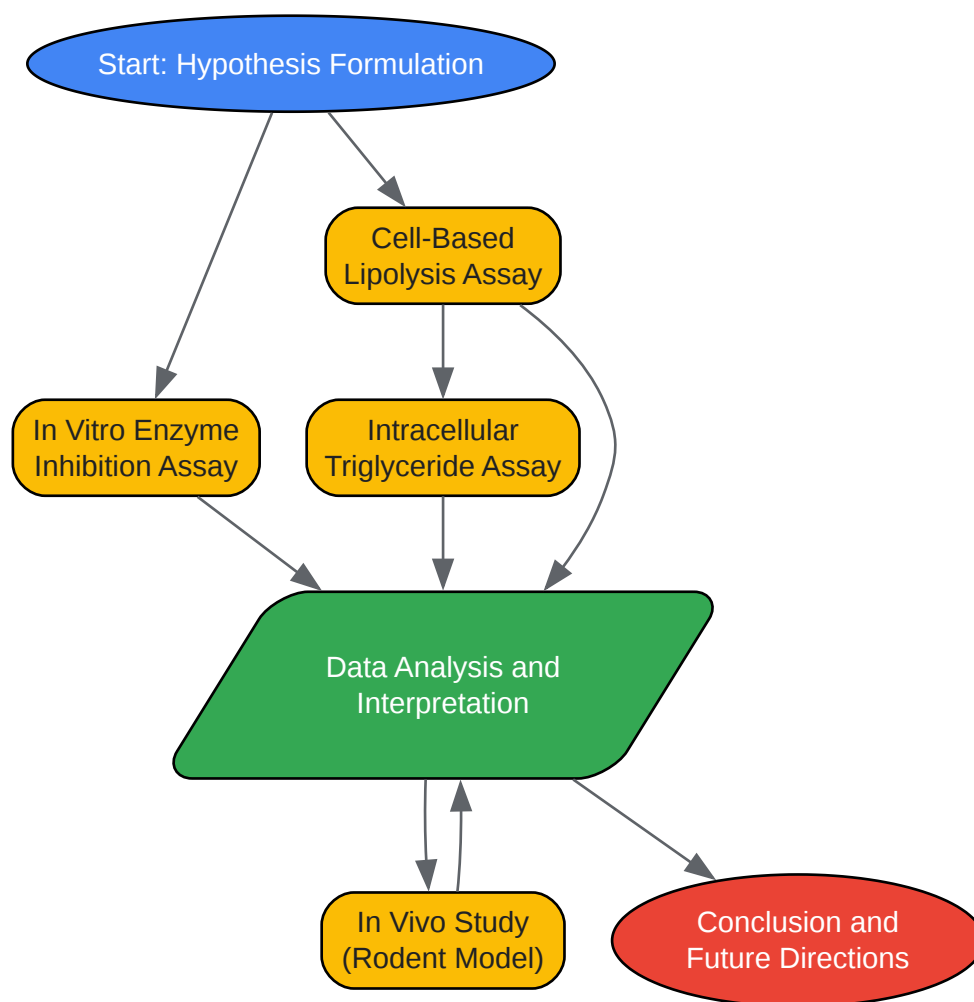 Start: Hypothesis Formulation
Cell-Based
Lipolysis Assay
In Vitro Enzyme
Inhibition Assay
Intracellular
Triglyceride Assay
Data Analysis and
Interpretation
In Vivo Study
(Rodent Model)
Conclusion and
Future Directions